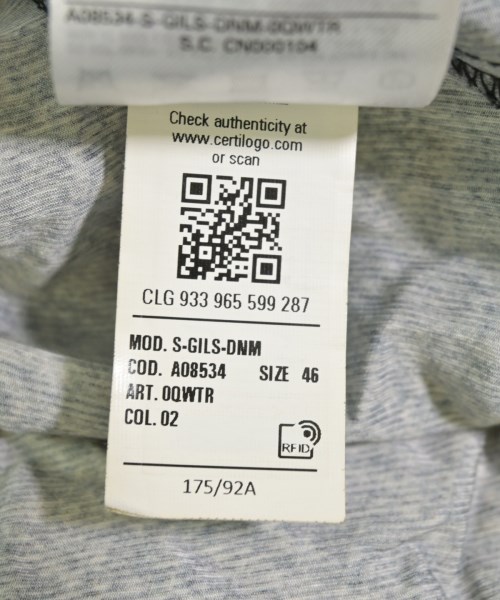 A08534-S-GILS-DNM-0QWTR
S.C. CN000104
Check authenticity at
www.certilogo.com
or scan
CLG 933 965 599 287
MOD. S-GILS-DNM
COD. A08534 SIZE 46
ART. 0QWTR
COL. 02
RFID
175/92A